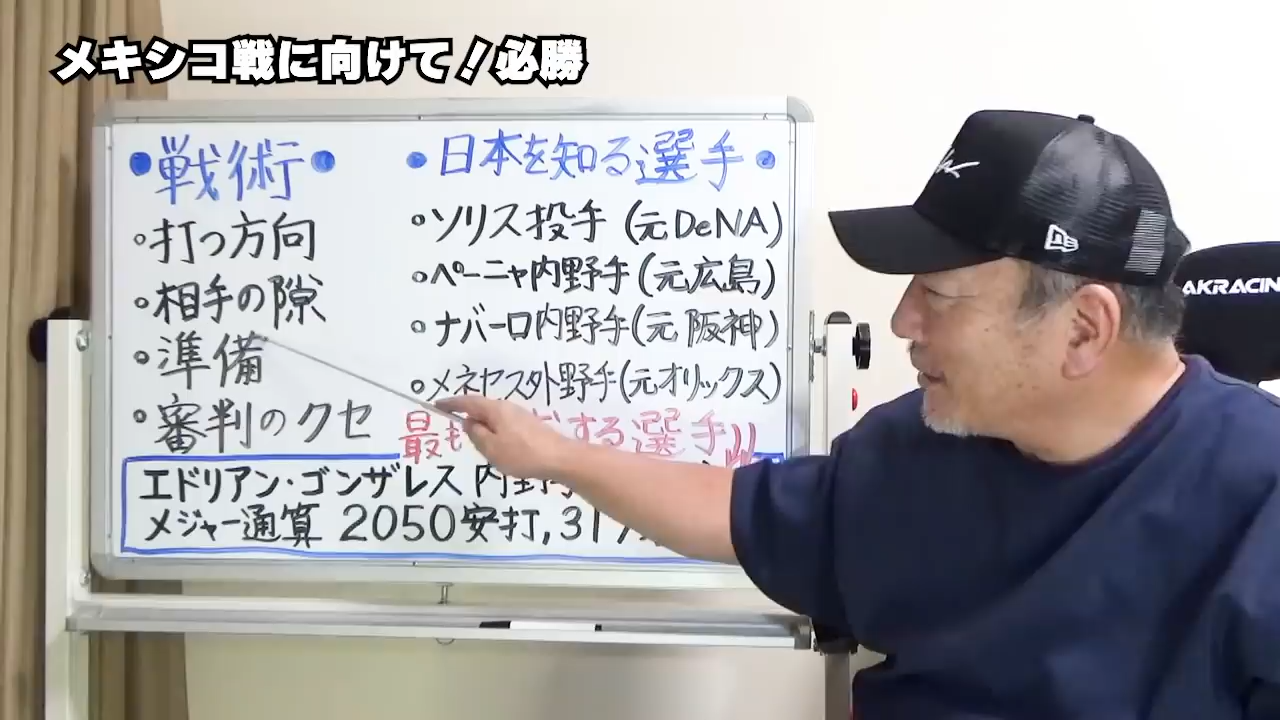 メキシコ戦に向けて！必勝
•戦術•
•打つ方向
•相手の隙
•準備
•審判のクセ
•日本を知る選手•
•ソリス投手(元DeNA)
•ペーニャ内野手(元広島)
•ナバーロ内野手(元阪神)
•メネセス外野手(元オリックス)
最も する選手
エドリアン・ゴンザレス 内野
メジャー通算 2050安打,317
AKRACIN